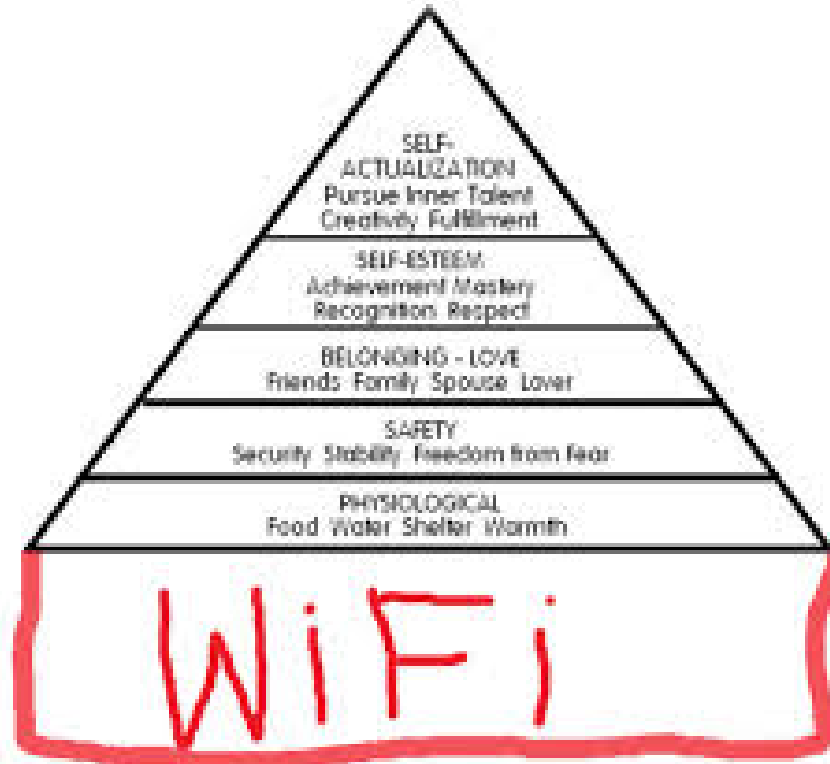 SELF-
ACTUALIZATION
Pursue Inner Talent
Creativity Fulfillment
SELF-ESTEEM
Achievement Mastery
Recognition Respect
BELONGING - LOVE
Friends Family Spouse Lover
SAFETY
Security Stability Freedom from Fear
PHYSIOLOGICAL
Food Water Shelter Warmth
WiFi